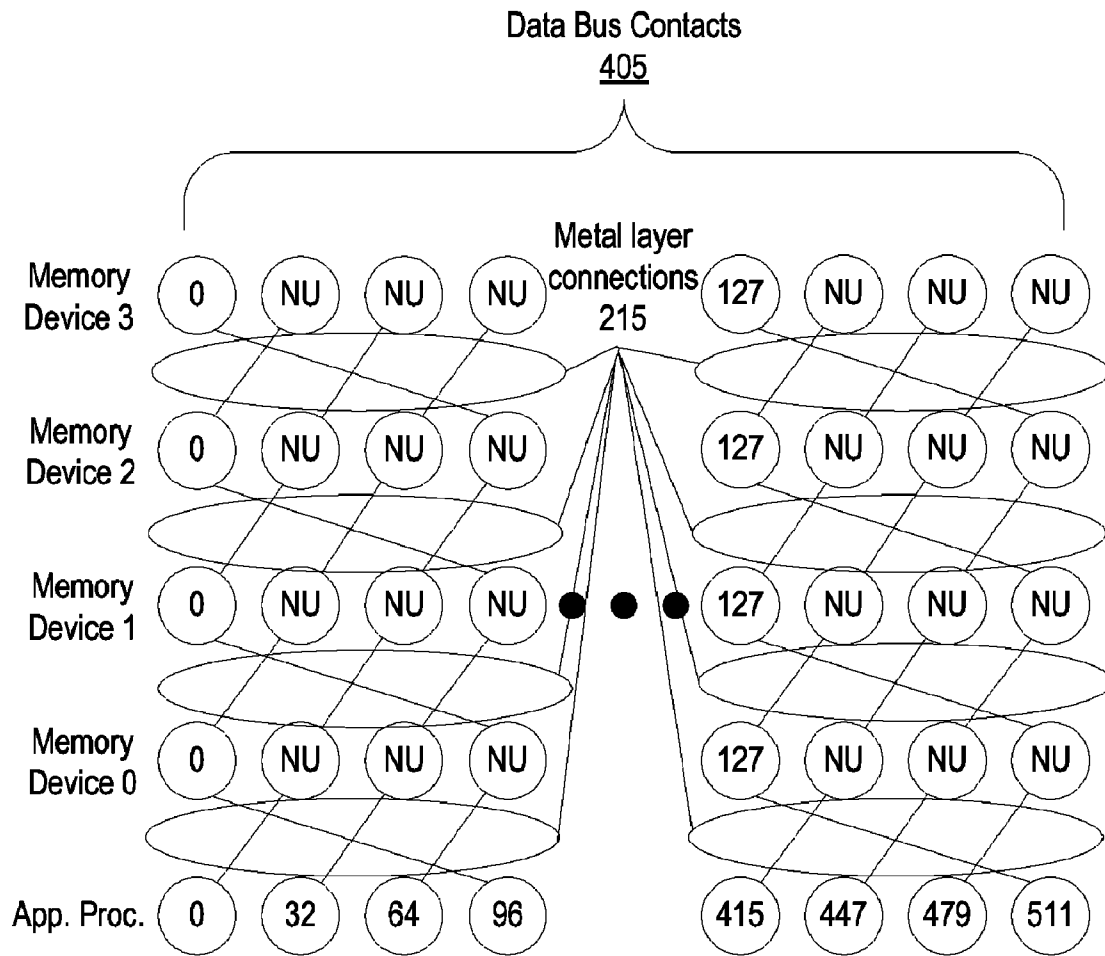 Data Bus Contacts
405
Metal layer
connections
215
Memory
Device 3
0 NU NU NU 127 NU NU NU
Memory
Device 2
0 NU NU NU 127 NU NU NU
Memory
Device 1
0 NU NU NU 127 NU NU NU
Memory
Device 0
0 NU NU NU 127 NU NU NU
App. Proc. 0 32 64 96 415 447 479 511